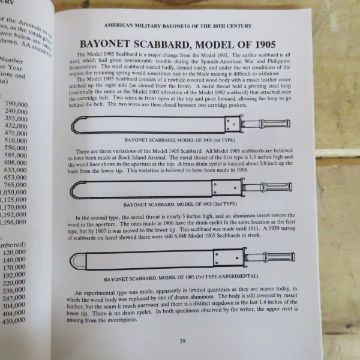 AMERICAN MILITARY BAYONETS OF THE 20TH CENTURY
BAYONET SCABBARD, MODEL OF 1905
The Model 1905 Scabbard is a major change from the Model 1892. The earlier scabbard is all
steel, which had given considerable trouble during the Spanish-American War and Philippine
Insurrection. The steel scabbard rusted badly, dented easily, and under the wet conditions of the
tropics the retaining spring would sometimes rust to the blade making it difficult to withdraw.
The Model 1905 Scabbard consists of a rawhide covered wood body with a russet leather cover
stitched up the right side (as viewed from the front). A metal throat held a piercing steel loop
(essentially the same as the Model 1903 alteration of the Model 1892 scabbard) that attached over
the cartridge belt. Two wires in front open at the top and pivot forward, allowing the loop to go
behind the belt. The two wires are then closed between two cartridge pockets.
BAYONET SCABBARD, MODEL OF 1905 (1st TYPE)
There are three variations of the Model 1905 Scabbard. All Model 1905 Scabbards are believed
to have been made at Rock Island Arsenal. The metal throat of the first type is 1.5 inches high and
the wood liner shows in the aperture. A brass drain eyelet is located about 3/8 inch up the
back from the lower tip. This variation is believed to have been made in 1906.
BAYONET SCABBARD, MODEL OF 1905 (2nd TYPE)
In the second type, the metal throat is nearly 3 inches high, and an aluminum insert covers the
wood in the aperture. The ones made in 1906 have the drain eyelet in the same location as the first
type, but by 1907 it was moved to the lower tip. This scabbard was made until 1911. A 1939 survey
of scabbards on hand showed there were still 6,848 Model 1905 Scabbards in stock.
BAYONET SCABBARD, MODEL OF 1905 (3rd TYPE-EXPERIMENTAL)
An experimental type was made, apparently in limited quantities as they are scarce today, in
which the wood body was replaced by one of drawn aluminum. The body is still covered by russet
leather, but the seam is much narrower and there is a distinct stepdown in the last 1.4 inches of the
lower tip. There is no drain eyelet. In both specimens observed by the writer, the upper rivet is
missing from the mouthpiece.
29